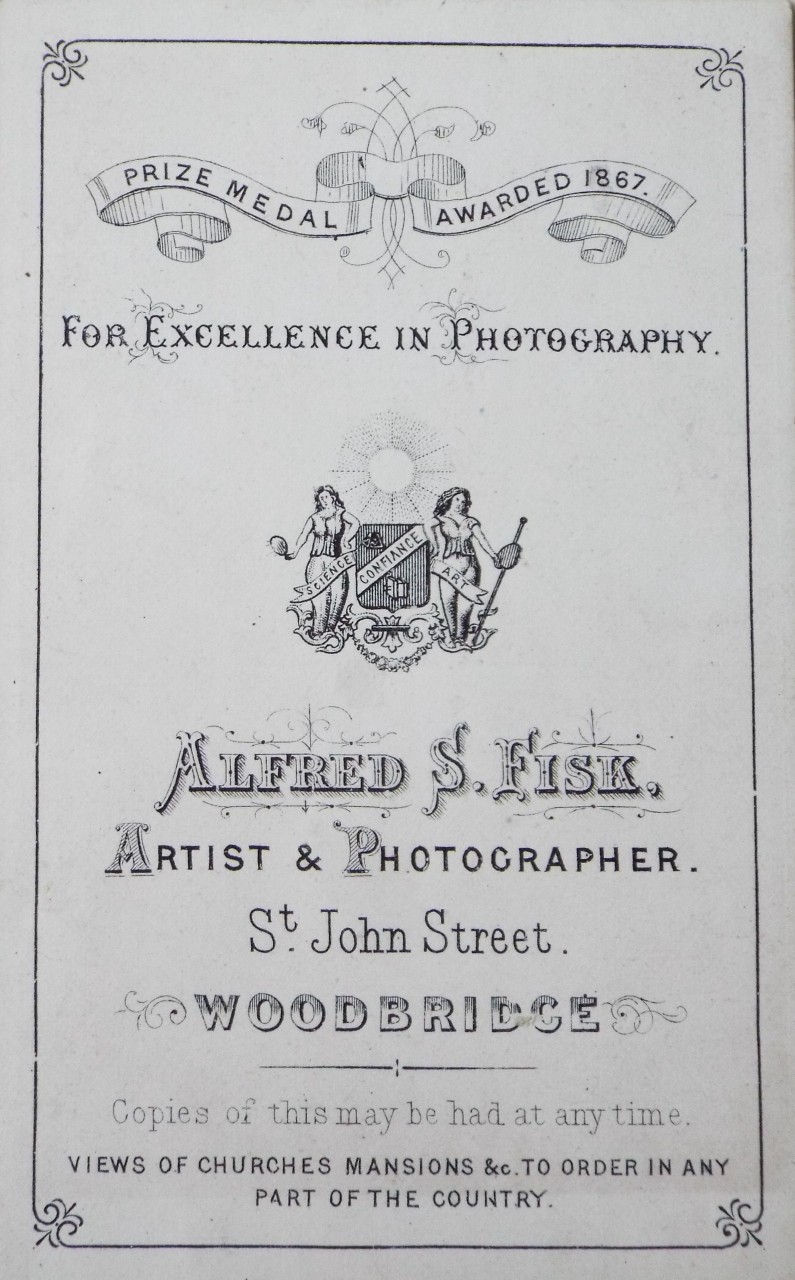 PRIZE MEDAL AWARDED 1867.
FOR EXCELLENCE IN PHOTOGRAPHY.
SCIENCE CONFIANCE ART
ALFRED S. FISK,
ARTIST & PHOTOGRAPHER.
St. John Street.
WOODBRIDGE
Copies of this may be had at any time.
VIEWS OF CHURCHES MANSIONS &c. TO ORDER IN ANY
PART OF THE COUNTRY.